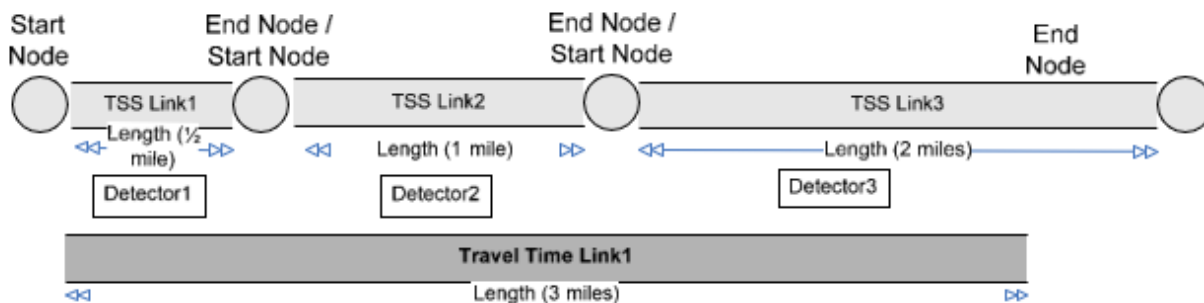 Start
Node
End Node /
Start Node
End Node /
Start Node
End
Node
TSS Link1
TSS Link2
TSS Link3
Length (½
mile)
Length (1 mile)
Length (2 miles)
Detector1
Detector2
Detector3
Travel Time Link1
Length (3 miles)